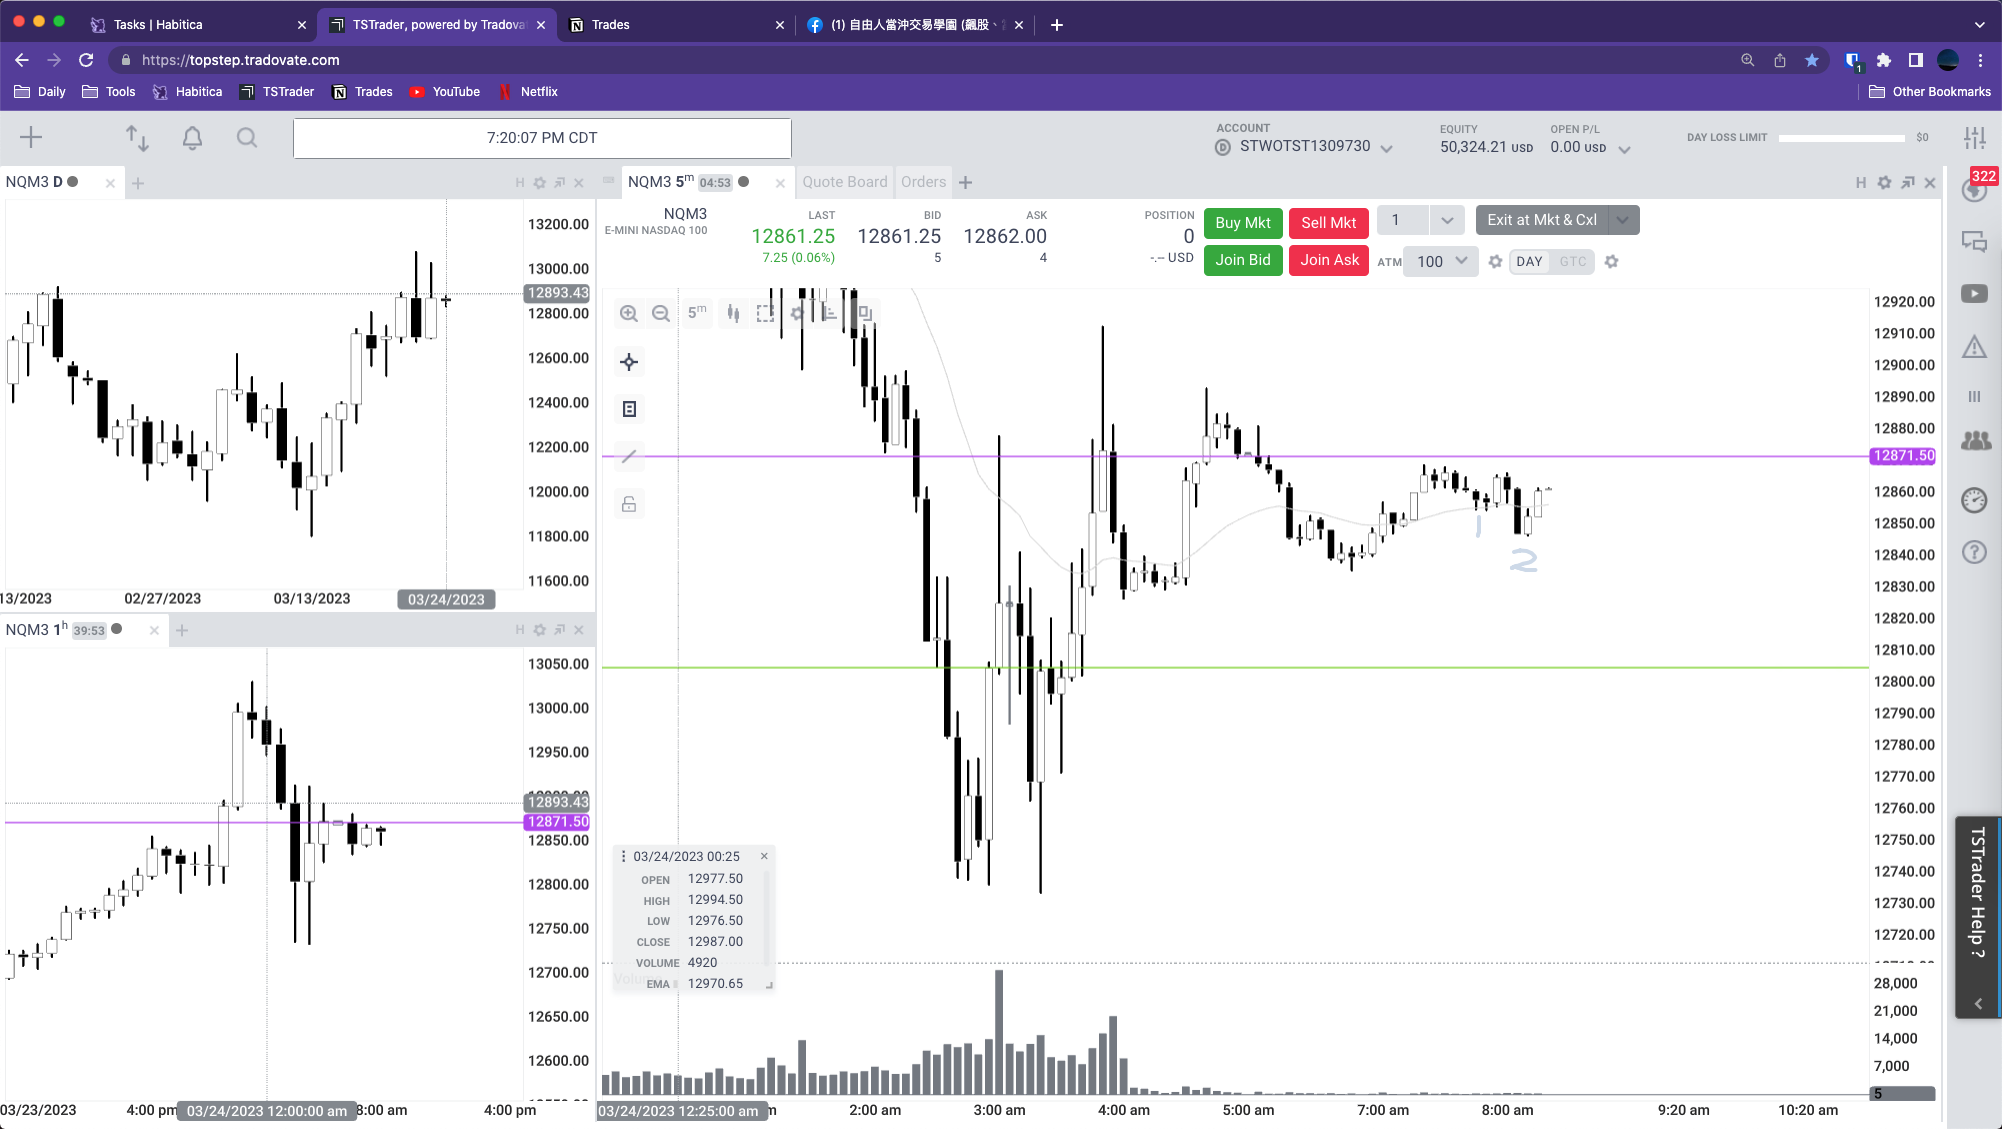 Tasks | Habitica
TSTrader, powered by Tradova
Trades
(1) 自由人當沖交易學園 (飆股、
https://topstep.tradovate.com
1
Daily
Tools
Habitica
TSTrader
Trades
YouTube
Netflix
Other Bookmarks
7:20:07 PM CDT
ACCOUNT
STWOTST1309730
EQUITY
50,324.21 USD
OPEN P/L
0.00 USD
DAY LOSS LIMIT
$0
322
NQM3 D
H
13200.00
13000.00
12893.43
12800.00
12600.00
12400.00
12200.00
12000.00
11800.00
11600.00
13/2023
02/27/2023
03/13/2023
03/24/2023
NQM3 1h 39:53
H
13050.00
13000.00
12950.00
12893.43
12871.50
12850.00
12800.00
12750.00
12700.00
12650.00
12600.00
03/23/2023
4:00 pm
03/24/2023 12:00:00 am
8:00 am
4:00 pm
NQM3 5m 04:53
Quote Board
Orders
H
NQM3
E-MINI NASDAQ 100
LAST
12861.25
7.25 (0.06%)
BID
12861.25
5
ASK
12862.00
4
POSITION
0
-.-- USD
Buy Mkt
Sell Mkt
1
Exit at Mkt & Cxl
Join Bid
Join Ask
ATM
100
DAY
GTC
5m
12920.00
12910.00
12900.00
12890.00
12880.00
12871.50
12860.00
12850.00
12840.00
12830.00
12820.00
12810.00
12800.00
12790.00
12780.00
12770.00
12760.00
12750.00
12740.00
12730.00
12720.00
1
2
03/24/2023 00:25
OPEN 12977.50
HIGH 12994.50
LOW 12976.50
CLOSE 12987.00
VOLUME 4920
EMA 12970.65
Volume
28,000
21,000
14,000
7,000
5
03/24/2023 12:25:00 am
2:00 am
3:00 am
4:00 am
5:00 am
7:00 am
8:00 am
9:20 am
10:20 am
TSTrader Help ?